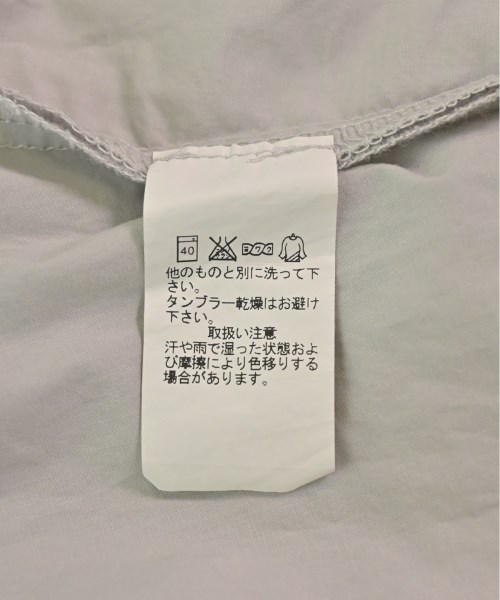 40
他のものと別に洗って下
さい。
タンブラー乾燥はお避け
下さい。
取扱い注意
汗や雨で湿った状態およ
び摩擦により色移りする
場合があります。